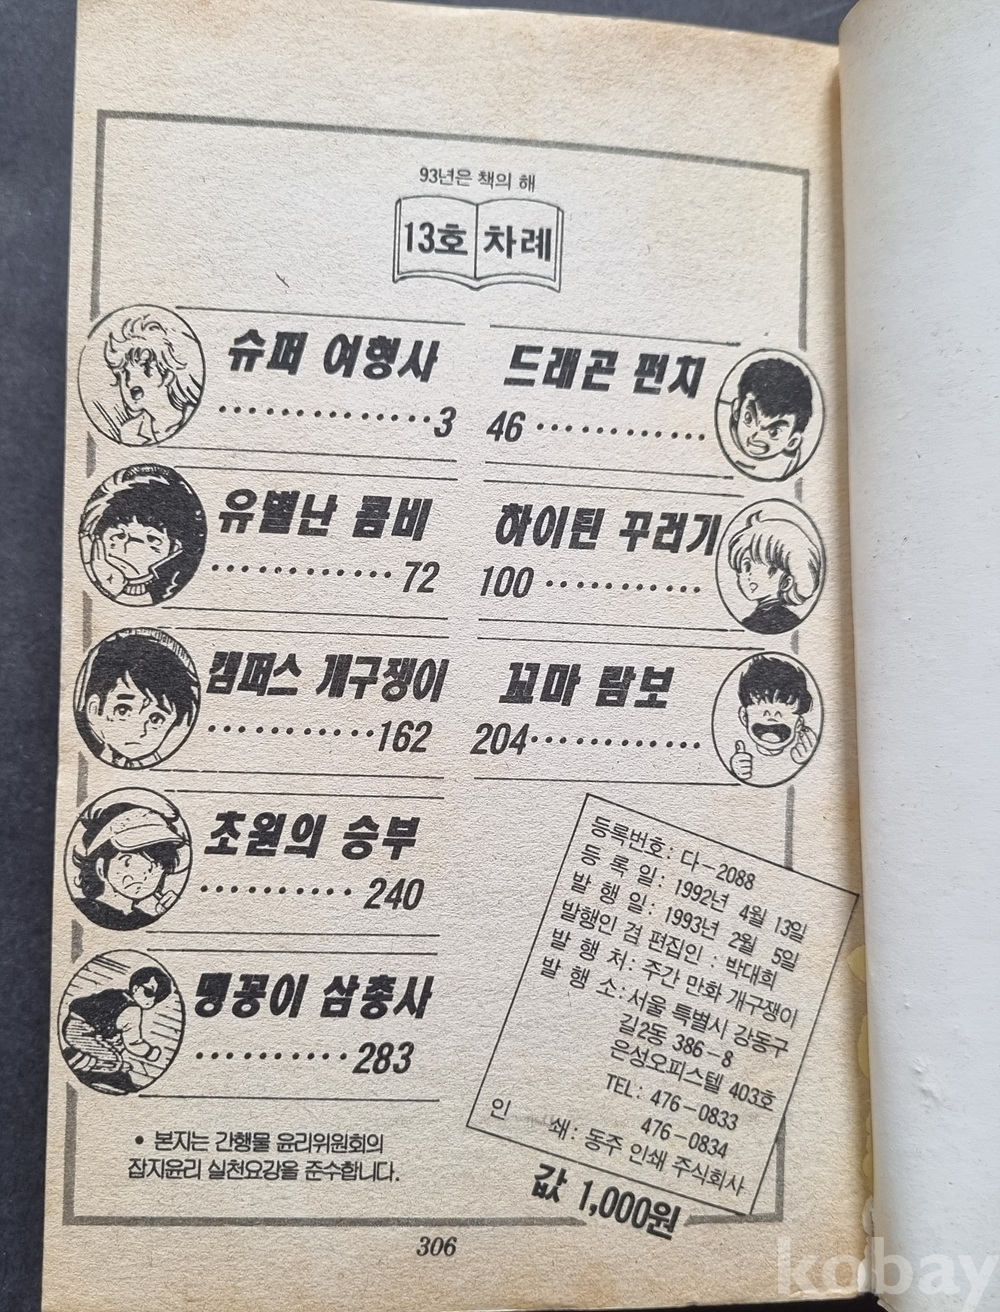 93년은 책의 해
13호 차례
슈퍼 여형사
3
드래곤 펀치
46
유별난 콤비
72
하이틴 꾸러기
100
캠퍼스 개구쟁이
162
꼬마 람보
204
초원의 승부
240
맹꽁이 삼총사
283
• 본지는 간행물 윤리위원회의
잡지윤리 실천요강을 준수합니다.
등록번호: 다-2088
등 록 일: 1992년 4월 13일
발 행 일: 1993년 2월 5일
발행인 겸 편집인 : 박대희
발 행 처: 주간 만화 개구쟁이
발 행 소: 서울 특별시 강동구
길2동 386-8
은성오피스텔 403호
TEL: 476-0833
476-0834
인 쇄: 동주 인쇄 주식회사
값 1,000원
306
kobay